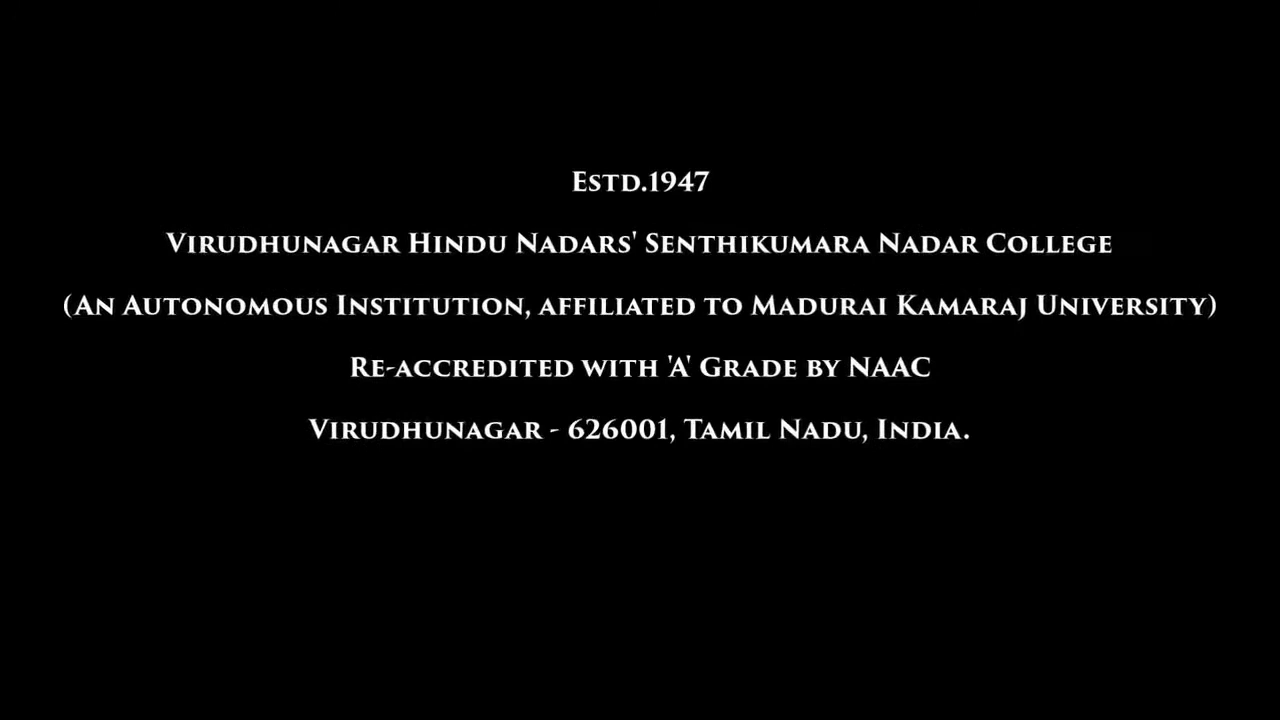 Estd.1947
Virudhunagar Hindu Nadars' Senthikumara Nadar College
(An Autonomous Institution, affiliated to Madurai Kamaraj University)
Re-accredited with 'A' Grade by NAAC
Virudhunagar - 626001, Tamil Nadu, India.